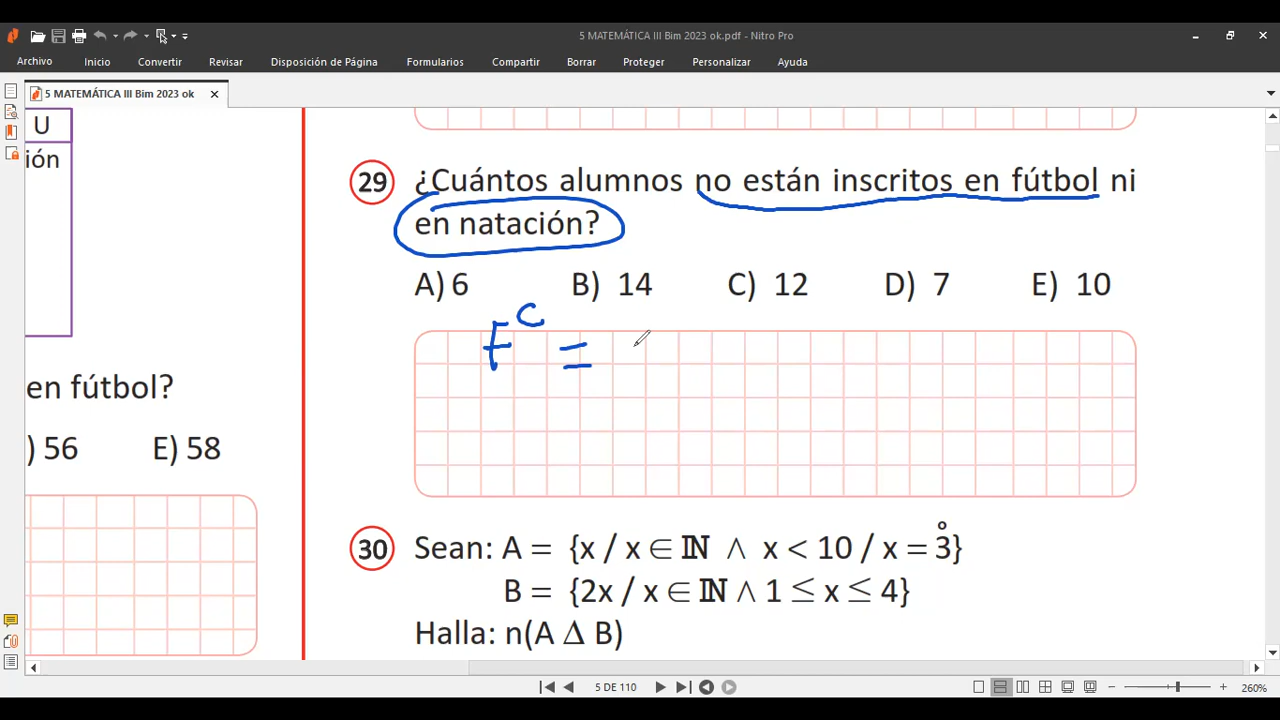 5 MATEMÁTICA III Bim 2023 ok.pdf - Nitro Pro
Archivo Inicio Convertir Revisar Disposición de Página Formularios Compartir Borrar Proteger Personalizar Ayuda
5 MATEMÁTICA III Bim 2023 ok
U
ión
en fútbol?
) 56 E) 58
29 ¿Cuántos alumnos no están inscritos en fútbol ni
en natación?
A) 6 B) 14 C) 12 D) 7 E) 10
F^C =
30 Sean: A = {x / x ∈ ℕ ∧ x < 10 / x = 3̊}
B = {2x / x ∈ ℕ ∧ 1 ≤ x ≤ 4}
Halla: n(A Δ B)
5 DE 110
260%